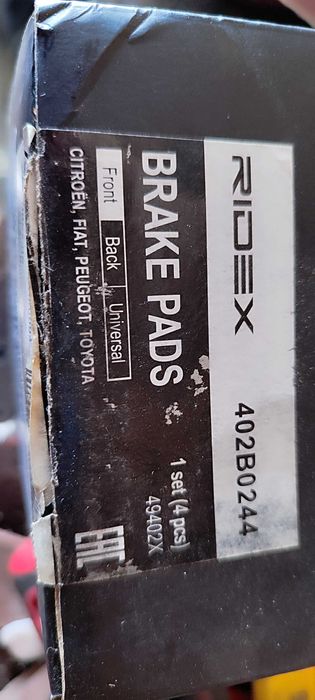 RIDEX 402B0244
BRAKE PADS 1 set (4 pcs)
Front Back Universal 49402X
CITROËN, FIAT, PEUGEOT, TOYOTA
EAC